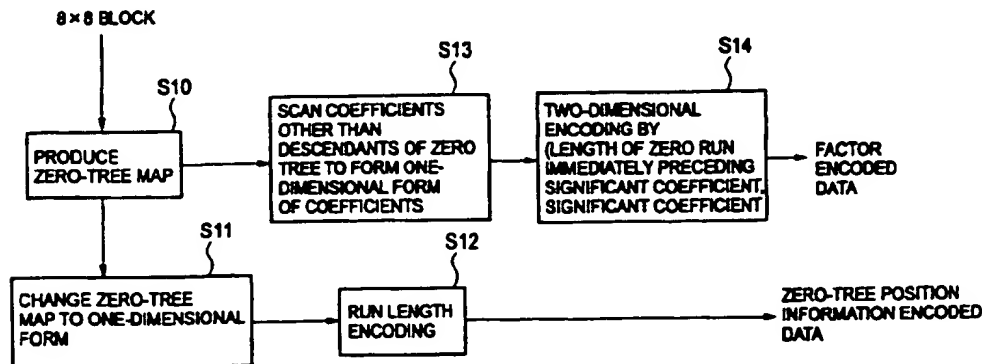 8×8 BLOCK
S10
PRODUCE
ZERO-TREE MAP
S13
SCAN COEFFICIENTS
OTHER THAN
DESCENDANTS OF ZERO
TREE TO FORM ONE-
DIMENSIONAL FORM
OF COEFFICIENTS
S14
TWO-DIMENSIONAL
ENCODING BY
(LENGTH OF ZERO RUN
IMMEDIATELY PRECEDING
SIGNIFICANT COEFFICIENT,
SIGNIFICANT COEFFICIENT
FACTOR
ENCODED
DATA
S11
CHANGE ZERO-TREE
MAP TO ONE-DIMENSIONAL
FORM
S12
RUN LENGTH
ENCODING
ZERO-TREE POSITION
INFORMATION ENCODED
DATA